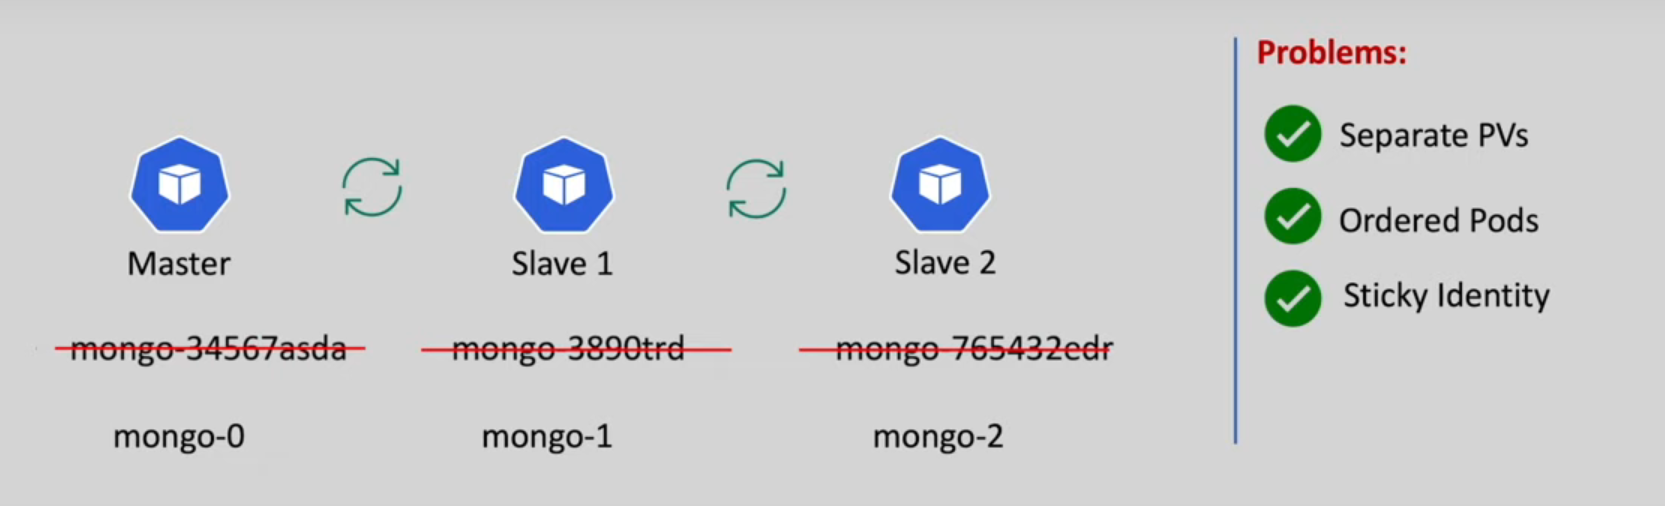 Problems:
Separate PVs
Ordered Pods
Sticky Identity
Master
Slave 1
Slave 2
mongo-34567asda
mongo-3890trd
mongo-765432edr
mongo-0
mongo-1
mongo-2